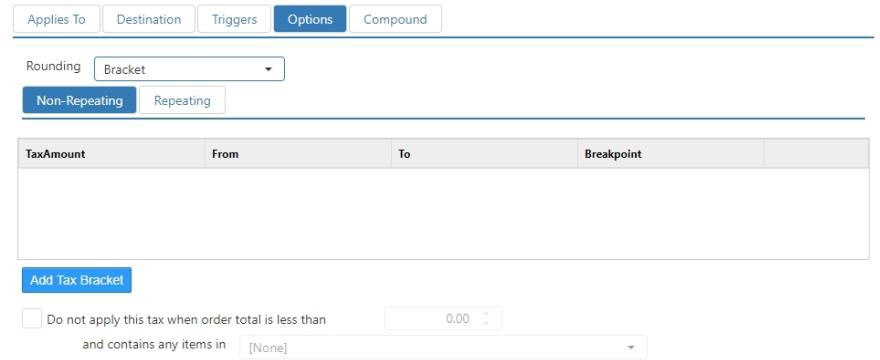 Applies To Destination Triggers Options Compound
Rounding Bracket
Non-Repeating Repeating
TaxAmount From To Breakpoint
Add Tax Bracket
Do not apply this tax when order total is less than 0.00
and contains any items in [None]